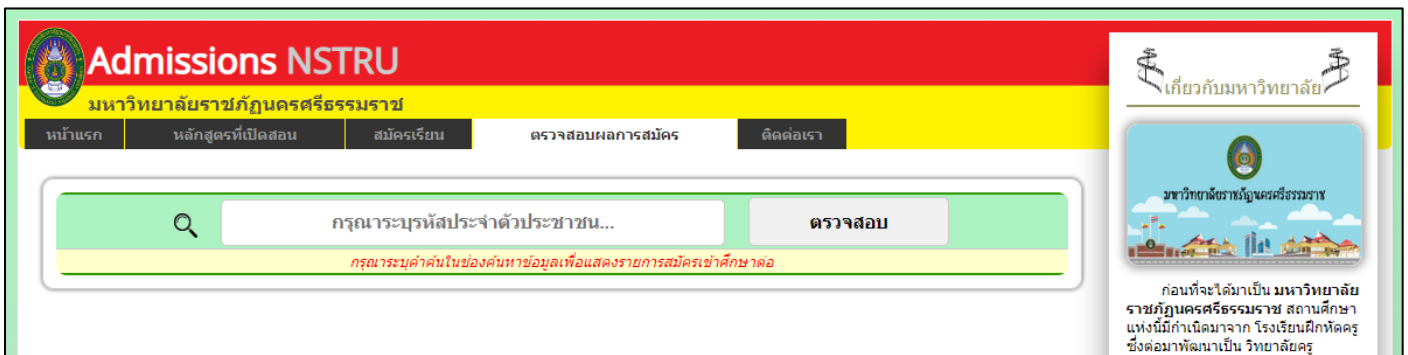 Admissions NSTRU
มหาวิทยาลัยราชภัฏนครศรีธรรมราช
หน้าแรก หลักสูตรที่เปิดสอน สมัครเรียน ตรวจสอบผลการสมัคร ติดต่อเรา
กรุณาระบุรหัสประจำตัวประชาชน... ตรวจสอบ
กรุณาระบุคำค้นในช่องค้นหาข้อมูลเพื่อแสดงรายการสมัครเข้าศึกษาต่อ
เกี่ยวกับมหาวิทยาลัย
มหาวิทยาลัยราชภัฏนครศรีธรรมราช
ก่อนที่จะได้มาเป็น มหาวิทยาลัย
ราชภัฏนครศรีธรรมราช สถานศึกษา
แห่งนี้มีกำเนิดมาจาก โรงเรียนฝึกหัดครู
ซึ่งต่อมาพัฒนาเป็น วิทยาลัยครู